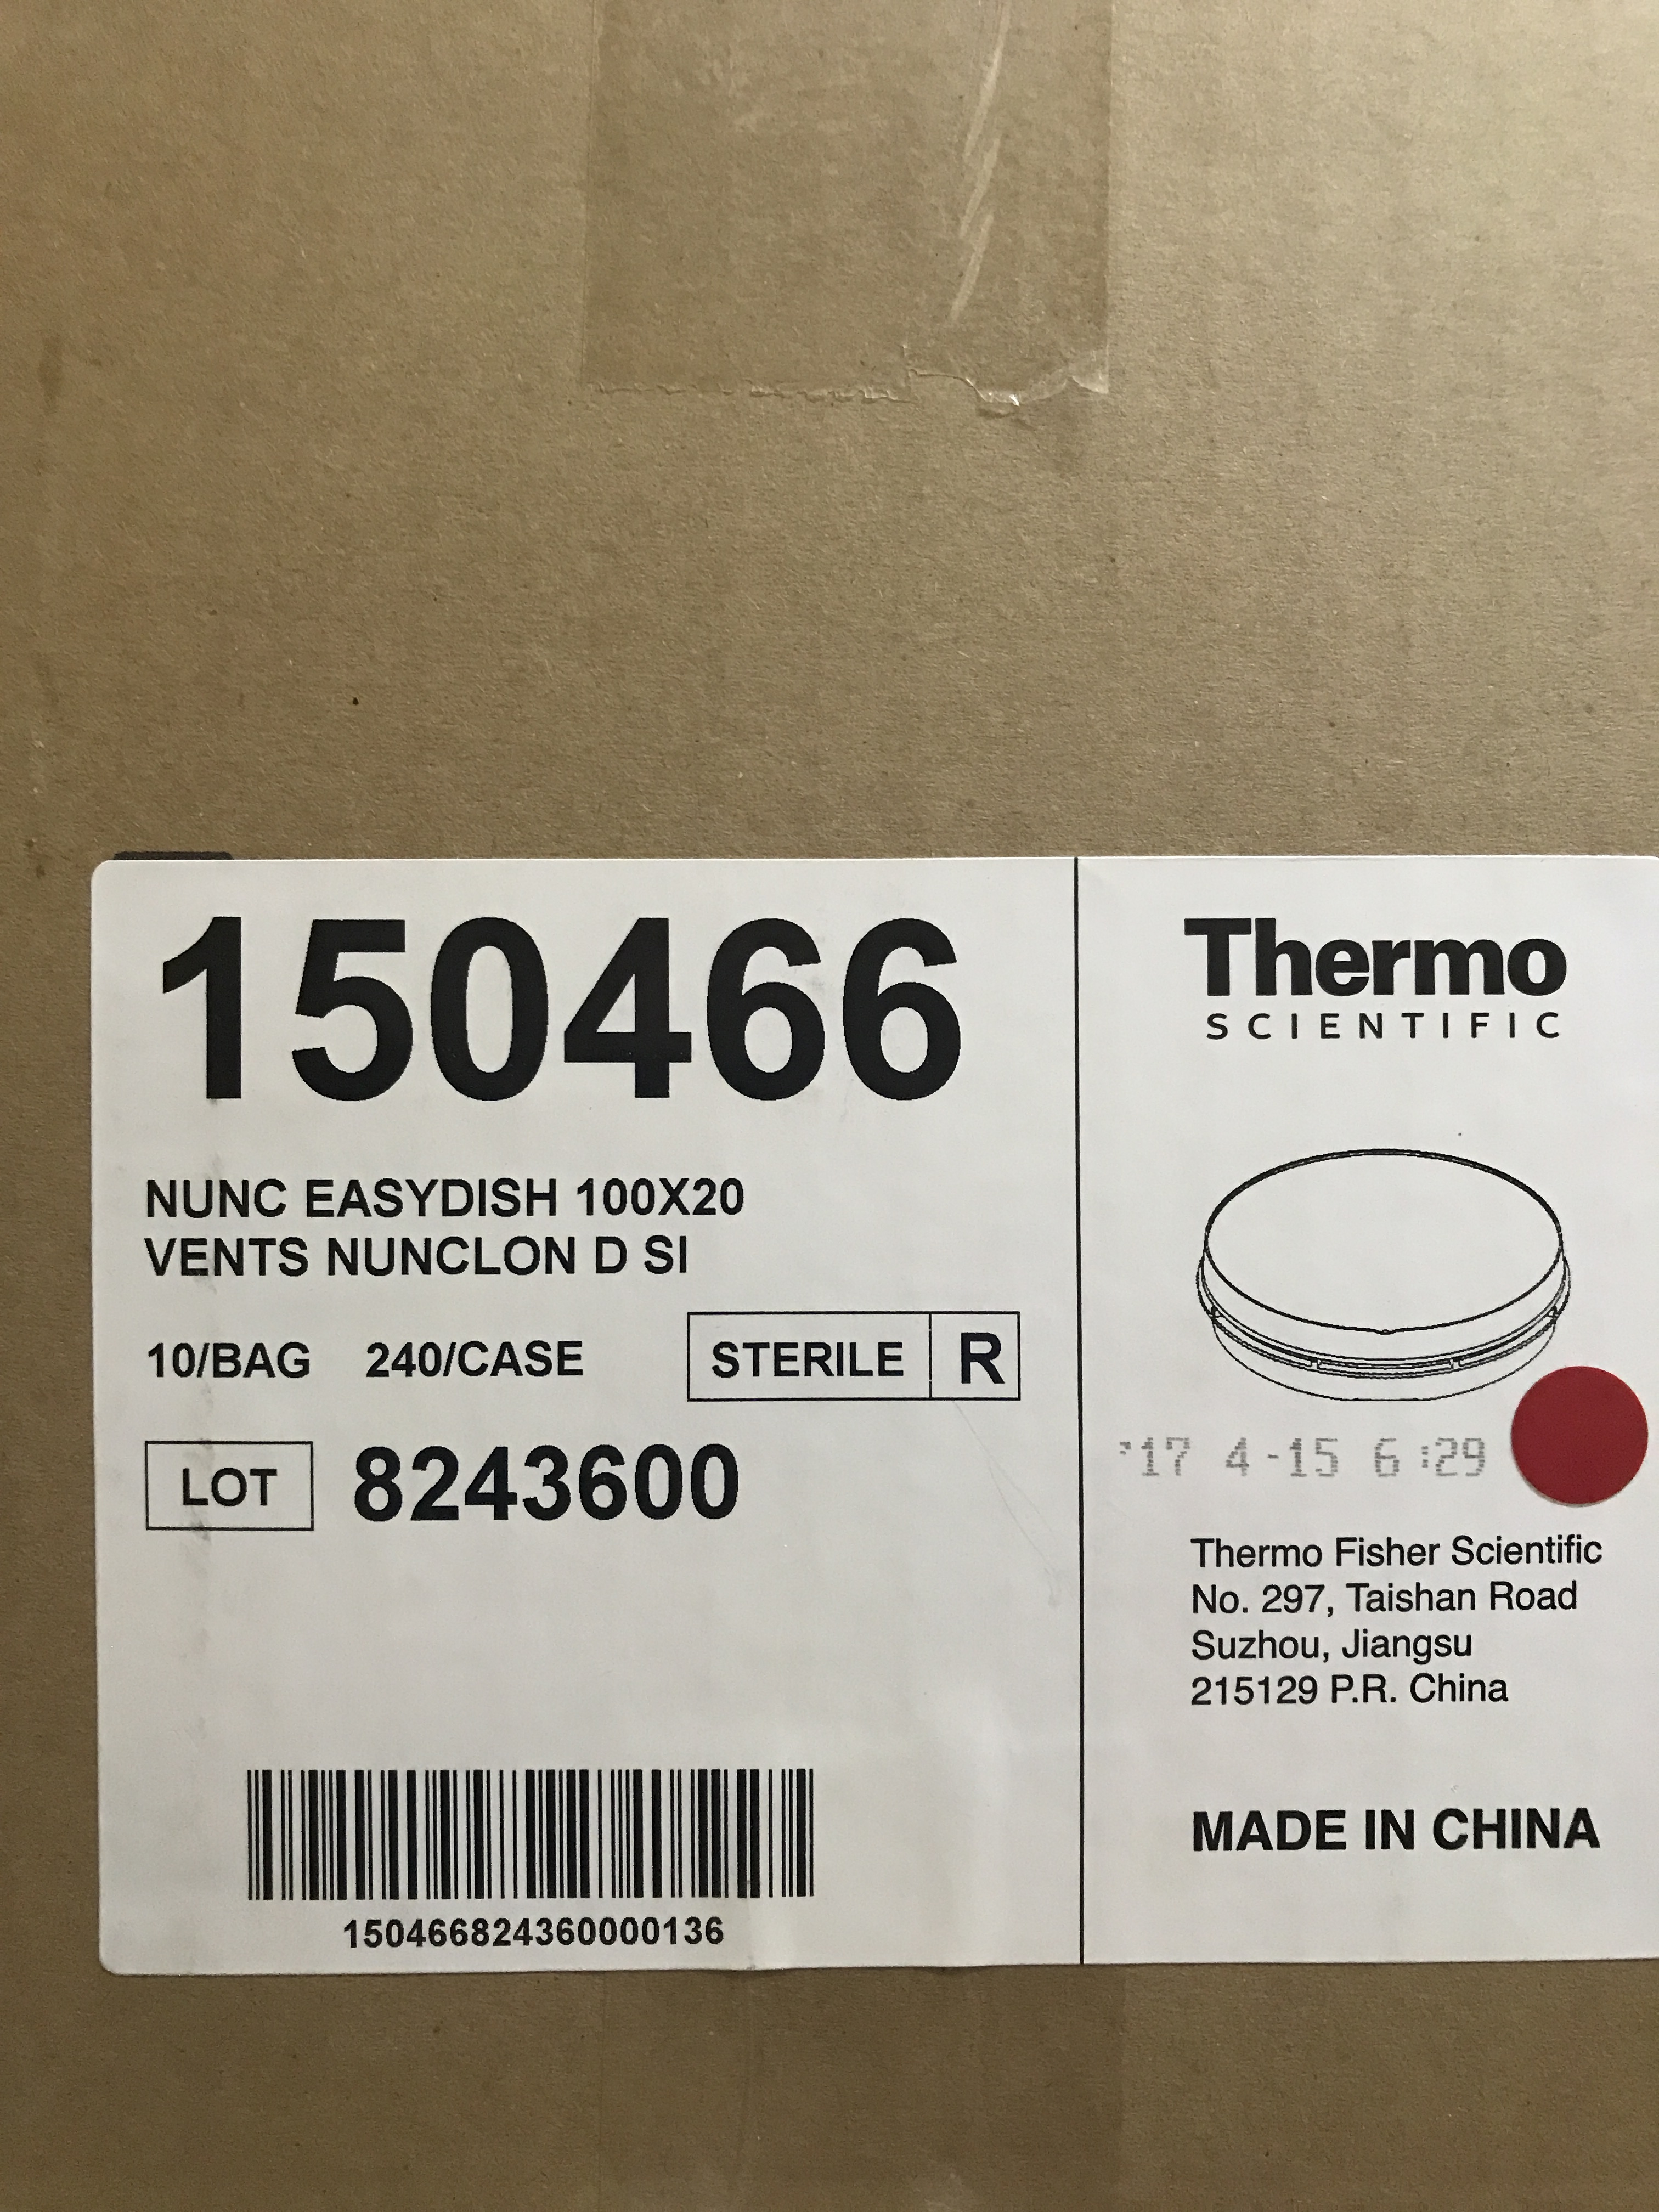 150466
NUNC EASYDISH 100X20
VENTS NUNCLON D SI
10/BAG 240/CASE STERILE R
LOT 8243600
150466824360000136
Thermo
SCIENTIFIC
'17 4-15 6:29
Thermo Fisher Scientific
No. 297, Taishan Road
Suzhou, Jiangsu
215129 P.R. China
MADE IN CHINA